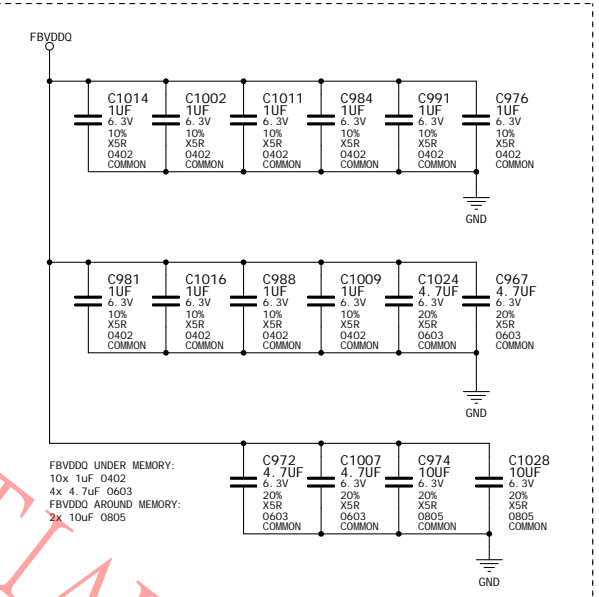 FBVDDQ
C1014 C1002 C1011 C984 C991 C976
1UF 1UF 1UF 1UF 1UF 1UF
6.3V 6.3V 6.3V 6.3V 6.3V 6.3V
10% 10% 10% 10% 10% 10%
X5R X5R X5R X5R X5R X5R
0402 0402 0402 0402 0402 0402
COMMON COMMON COMMON COMMON COMMON COMMON
GND
C981 C1016 C988 C1009 C1024 C967
1UF 1UF 1UF 1UF 4.7UF 4.7UF
6.3V 6.3V 6.3V 6.3V 6.3V 6.3V
10% 10% 10% 10% 20% 20%
X5R X5R X5R X5R X5R X5R
0402 0402 0402 0402 0603 0603
COMMON COMMON COMMON COMMON COMMON COMMON
GND
C972 C1007 C974 C1028
4.7UF 4.7UF 10UF 10UF
6.3V 6.3V 6.3V 6.3V
20% 20% 20% 20%
X5R X5R X5R X5R
0603 0603 0805 0805
COMMON COMMON COMMON COMMON
GND
FBVDDQ UNDER MEMORY:
10x 1uF 0402
4x 4.7uF 0603
FBVDDQ AROUND MEMORY:
2x 10uF 0805